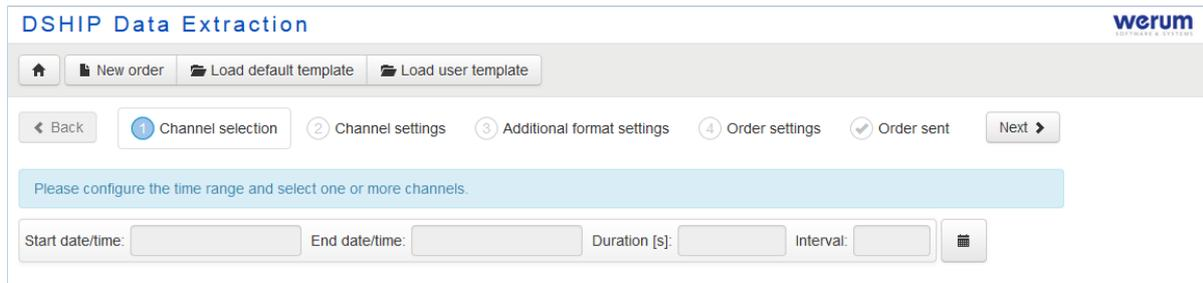 DSHIP Data Extraction
werum
SOFTWARE & SYSTEMS
New order Load default template Load user template
Back 1 Channel selection 2 Channel settings 3 Additional format settings 4 Order settings Order sent Next
Please configure the time range and select one or more channels.
Start date/time: End date/time: Duration [s]: Interval: